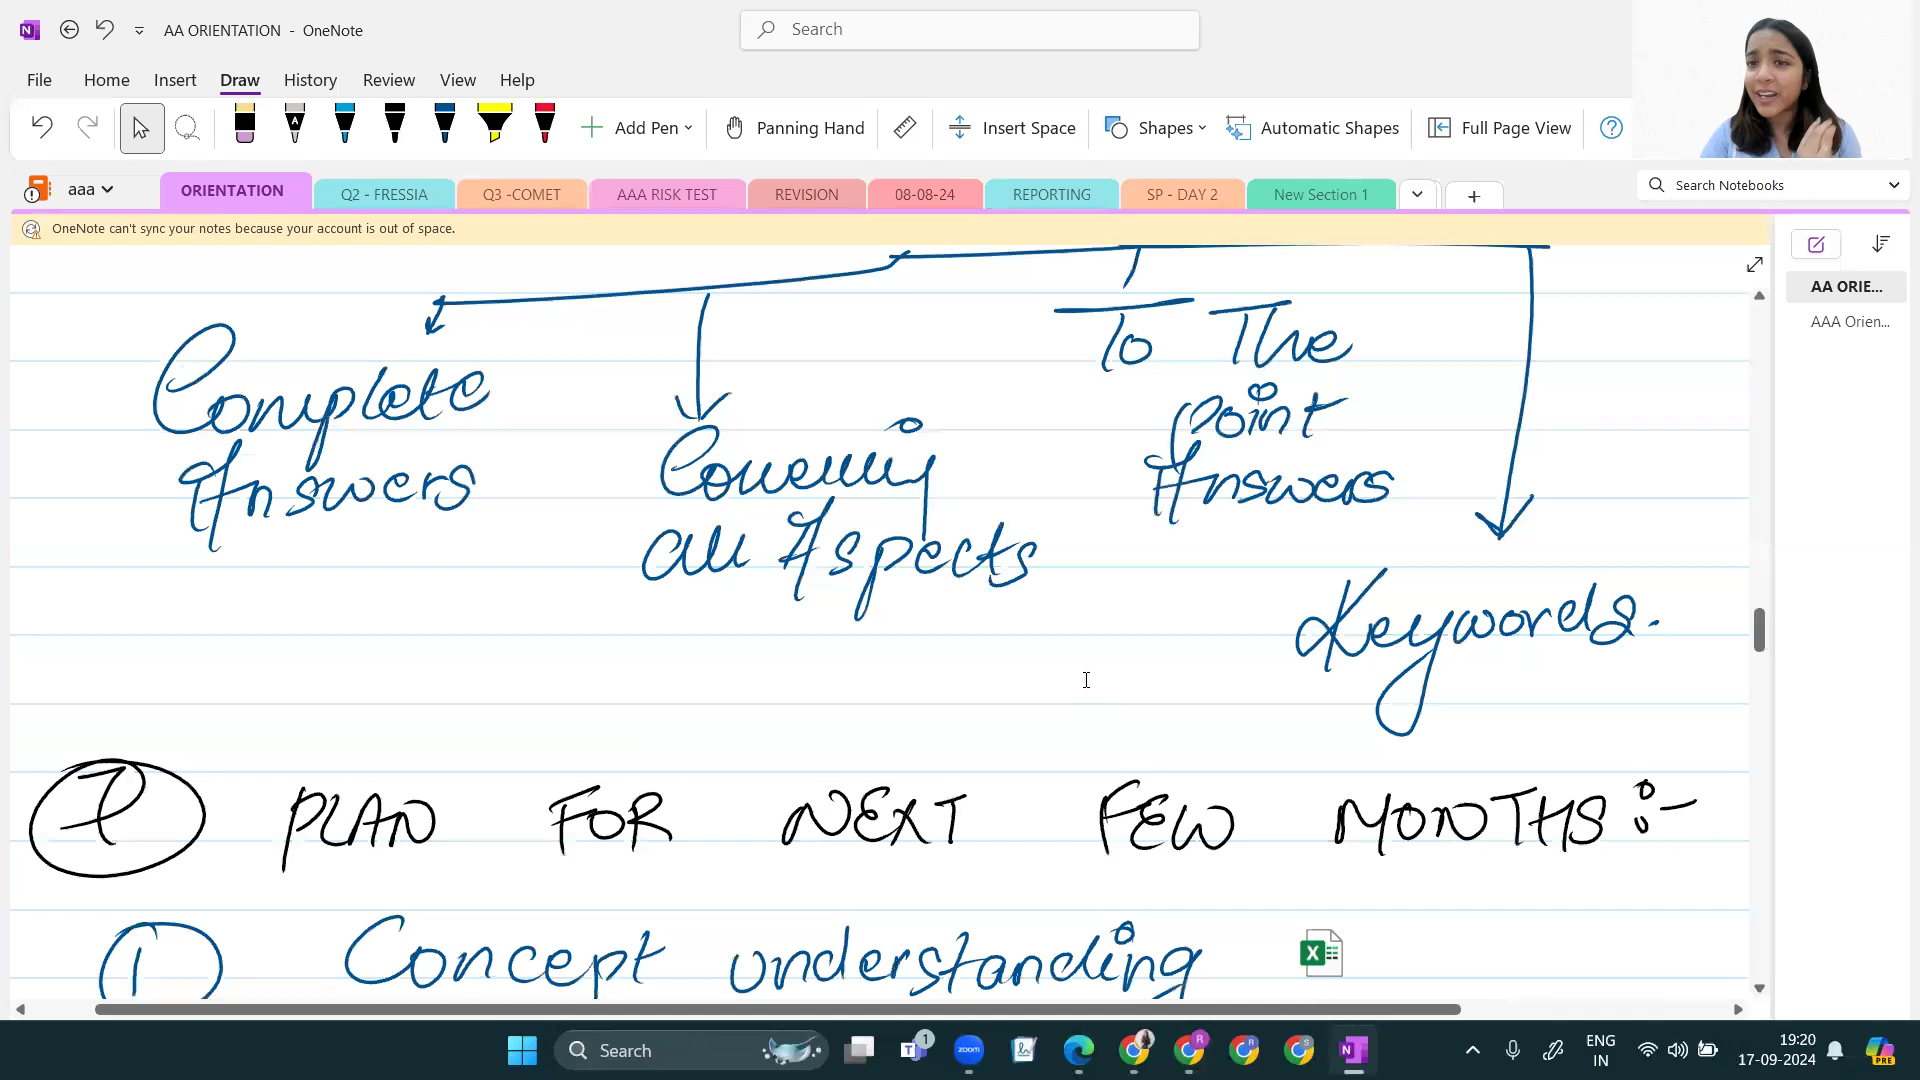 AA ORIENTATION - OneNote
Search
File Home Insert Draw History Review View Help
Add Pen Panning Hand Insert Space Shapes Automatic Shapes Full Page View
aaa ORIENTATION Q2 - FRESSIA Q3 -COMET AAA RISK TEST REVISION 08-08-24 REPORTING SP - DAY 2 New Section 1 Search Notebooks
OneNote can't sync your notes because your account is out of space.
AA ORIE...
AAA Orien...
Complete
Answers
Covering
all Aspects
To The
point
Answers
Keywords.
7 PLAN FOR NEXT FEW MONTHS :-
1 Concept understanding
Search
ENG
IN
19:20
17-09-2024